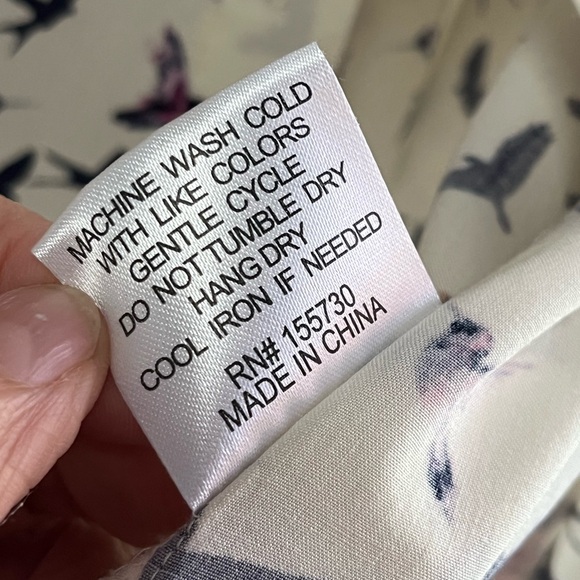 MACHINE WASH COLD
WITH LIKE COLORS
GENTLE CYCLE
DO NOT TUMBLE DRY
HANG DRY
COOL IRON IF NEEDED
RN# 155730
MADE IN CHINA